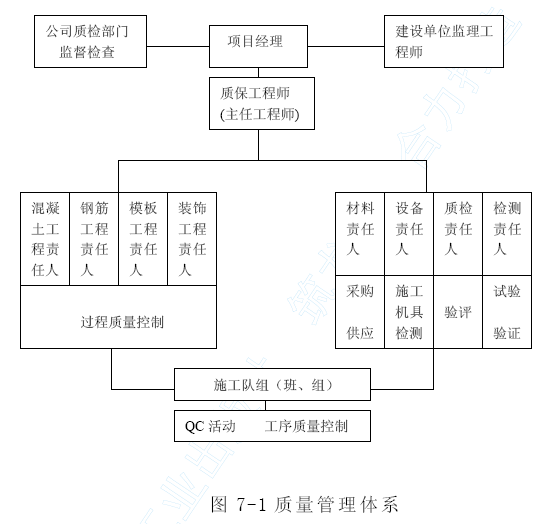 公司质检部门
监督检查
项目经理
建设单位监理工
程师
质保工程师
(主任工程师)
混凝
土工
程责
任人
钢筋
工程
责任
人
模板
工程
责任
人
装饰
工程
责任
人
材料
责任
人
设备
责任
人
质检
责任
人
检测
责任
人
过程质量控制
采购
供应
施工
机具
检测
验评
试验
验证
施工队组（班、组）
QC 活动 工序质量控制
图 7-1 质量管理体系